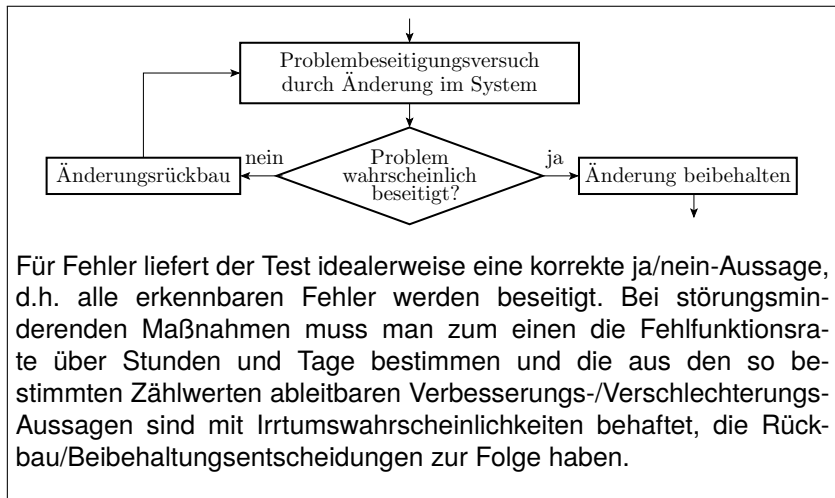 Problembeseitigungsversuch
durch Änderung im System
nein
Problem
wahrscheinlich
beseitigt?
ja
Änderungsrückbau
Änderung beibehalten
Für Fehler liefert der Test idealerweise eine korrekte ja/nein-Aussage,
d.h. alle erkennbaren Fehler werden beseitigt. Bei störungsmin-
derenden Maßnahmen muss man zum einen die Fehlfunktionsra-
te über Stunden und Tage bestimmen und die aus den so be-
stimmten Zählwerten ableitbaren Verbesserungs-/Verschlechterungs-
Aussagen sind mit Irrtumswahrscheinlichkeiten behaftet, die Rück-
bau/Beibehaltungsentscheidungen zur Folge haben.